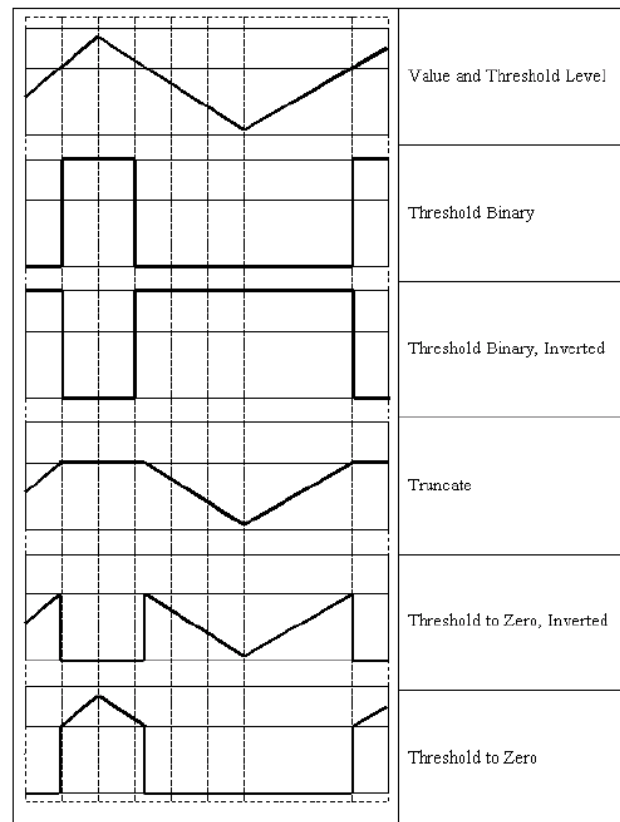 Value and Threshold Level
Threshold Binary
Threshold Binary, Inverted
Truncate
Threshold to Zero, Inverted
Threshold to Zero